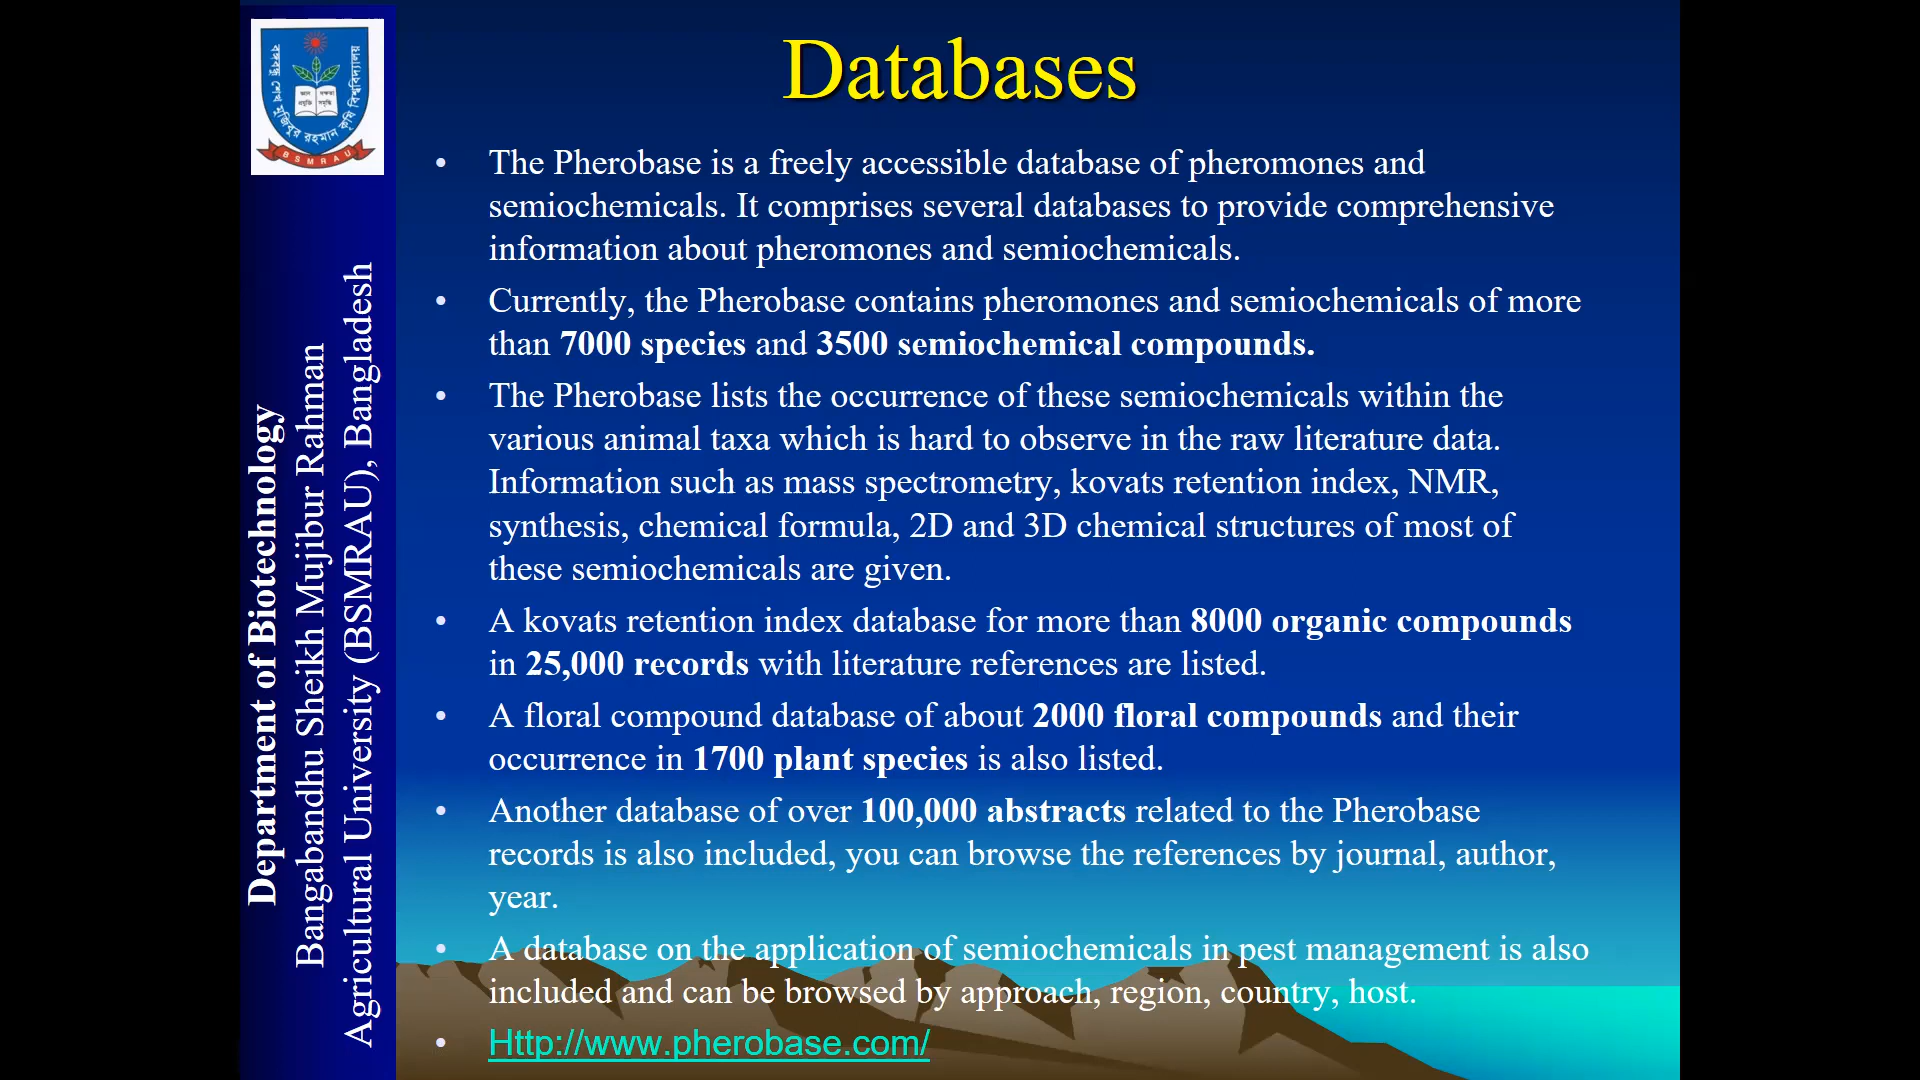 Databases
• The Pherobase is a freely accessible database of pheromones and
semiochemicals. It comprises several databases to provide comprehensive
information about pheromones and semiochemicals.
• Currently, the Pherobase contains pheromones and semiochemicals of more
than 7000 species and 3500 semiochemical compounds.
• The Pherobase lists the occurrence of these semiochemicals within the
various animal taxa which is hard to observe in the raw literature data.
Information such as mass spectrometry, kovats retention index, NMR,
synthesis, chemical formula, 2D and 3D chemical structures of most of
these semiochemicals are given.
• A kovats retention index database for more than 8000 organic compounds
in 25,000 records with literature references are listed.
• A floral compound database of about 2000 floral compounds and their
occurrence in 1700 plant species is also listed.
• Another database of over 100,000 abstracts related to the Pherobase
records is also included, you can browse the references by journal, author,
year.
• A database on the application of semiochemicals in pest management is also
included and can be browsed by approach, region, country, host.
• Http://www.pherobase.com/
Department of Biotechnology
Bangabandhu Sheikh Mujibur Rahman
Agricultural University (BSMRAU), Bangladesh
বঙ্গবন্ধু শেখ মুজিবুর রহমান কৃষি বিশ্ববিদ্যালয়
BSMRAU